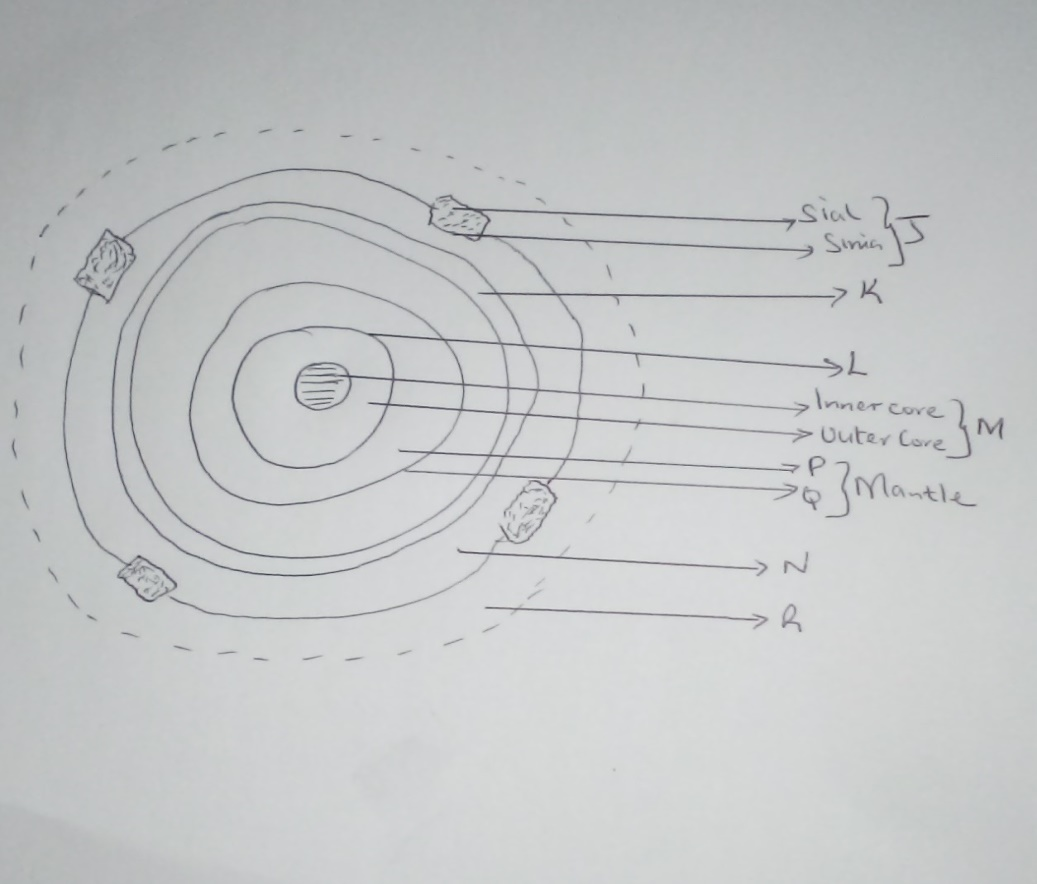 Sial } J
Sima
K
L
Inner core } M
Outer Core
P } Mantle
Q
N
R